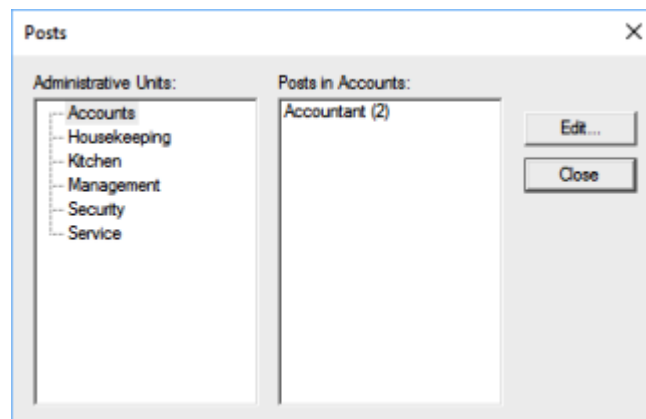 Posts
Administrative Units:
Accounts
Housekeeping
Kitchen
Management
Security
Service
Posts in Accounts:
Accountant (2)
Edit...
Close